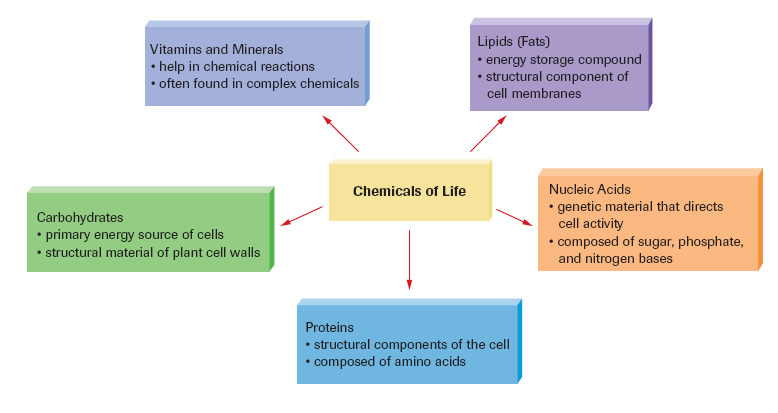 Vitamins and Minerals
• help in chemical reactions
• often found in complex chemicals
Lipids (Fats)
• energy storage compound
• structural component of
cell membranes
Chemicals of Life
Carbohydrates
• primary energy source of cells
• structural material of plant cell walls
Nucleic Acids
• genetic material that directs
cell activity
• composed of sugar, phosphate,
and nitrogen bases
Proteins
• structural components of the cell
• composed of amino acids